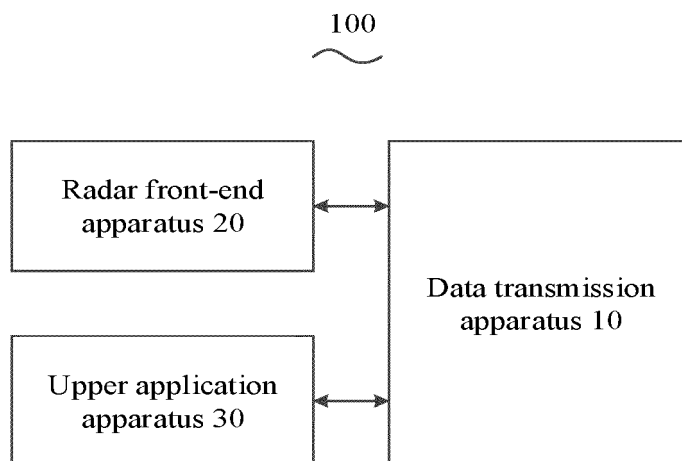 100
Radar front-end
apparatus 20
Data transmission
apparatus 10
Upper application
apparatus 30